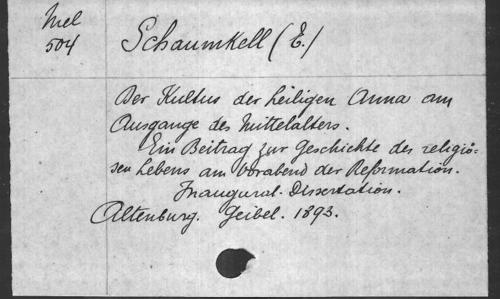 Mel
504
Schaumkell (E.)
Der Kultus der heiligen Anna am
Ausgange des Mittelalters.
Ein Beitrag zur Geschichte des religiö-
sen Lebens am Vorabend der Reformation.
Inaugural-Dissertation.
Altenburg. Geibel. 1893.